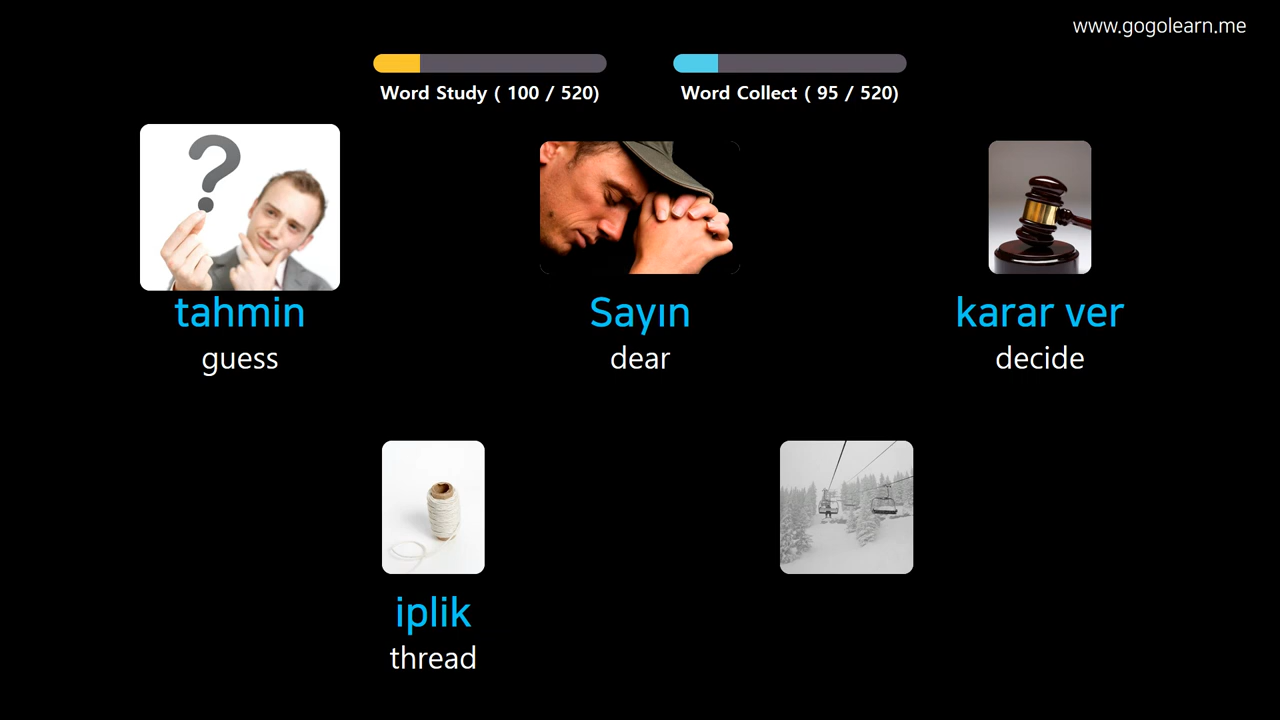 www.gogolearn.me
Word Study ( 100 / 520)
Word Collect ( 95 / 520)
tahmin
guess
Sayın
dear
karar ver
decide
iplik
thread